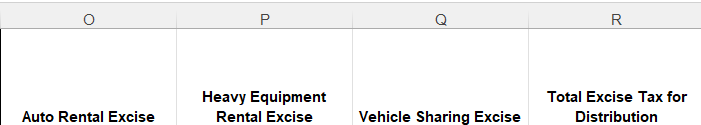 O P Q R
Heavy Equipment Total Excise Tax for
Auto Rental Excise Rental Excise Vehicle Sharing Excise Distribution